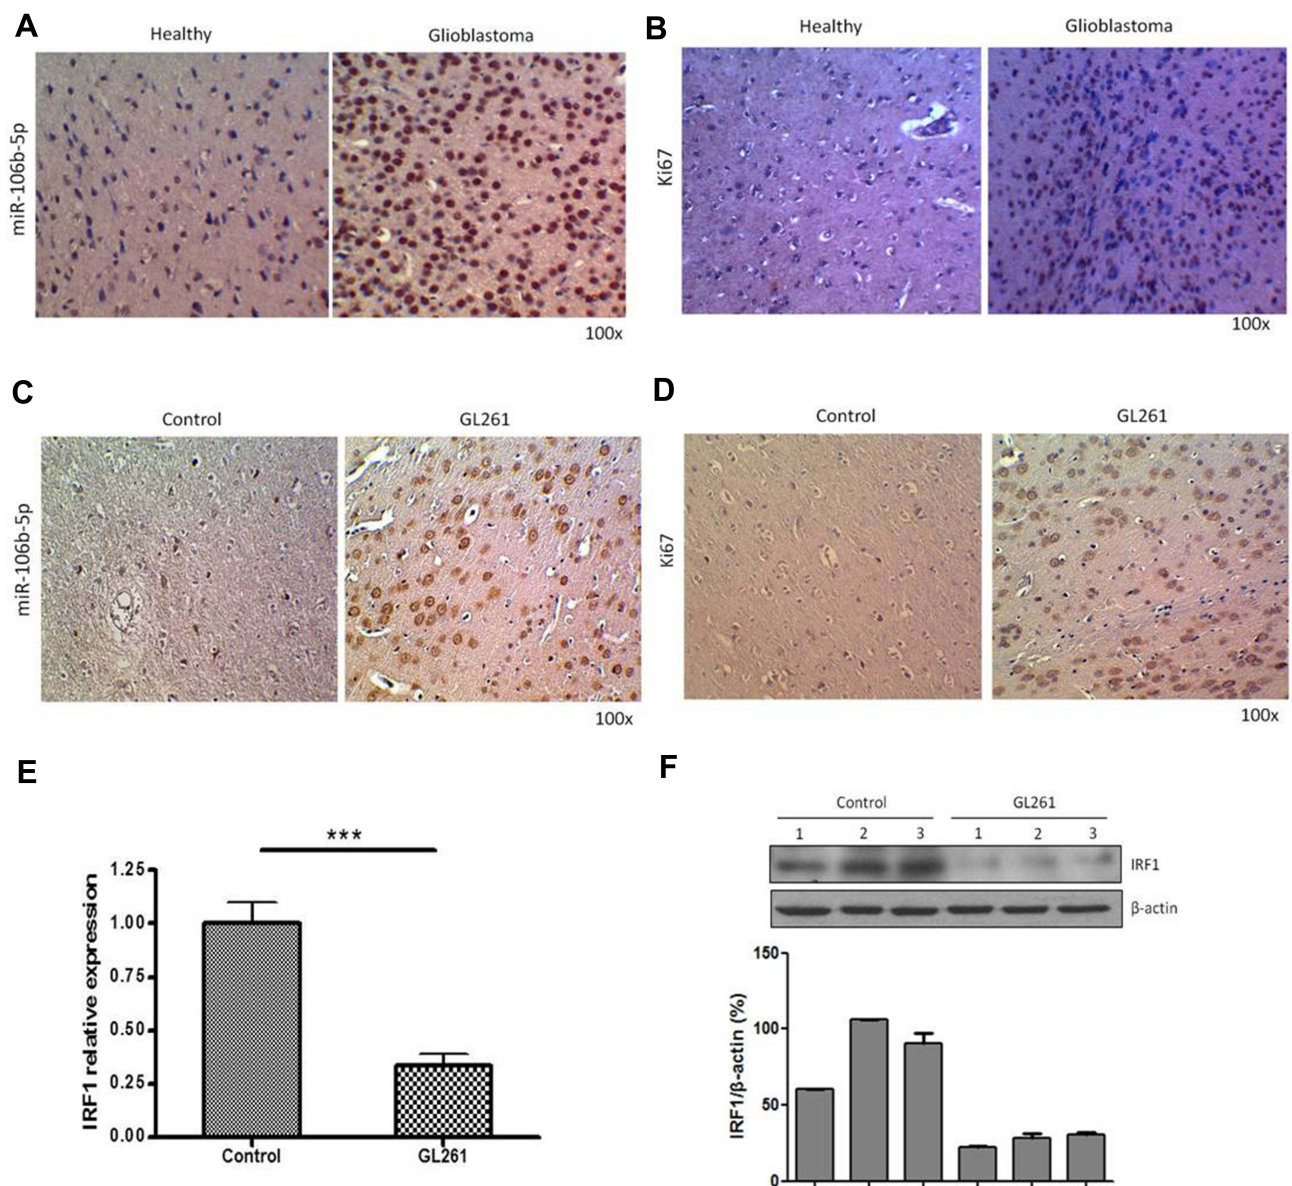 A
Healthy
Glioblastoma
miR-106b-5p
100x
B
Healthy
Glioblastoma
Ki67
100x
C
Control
GL261
miR-106b-5p
100x
D
Control
GL261
Ki67
100x
E
***
IRF1 relative expression
1.25
1.00
0.75
0.50
0.25
0.00
Control
GL261
F
Control
GL261
1 2 3 1 2 3
IRF1
β-actin
IRF1/β-actin (%)
150
100
50
0